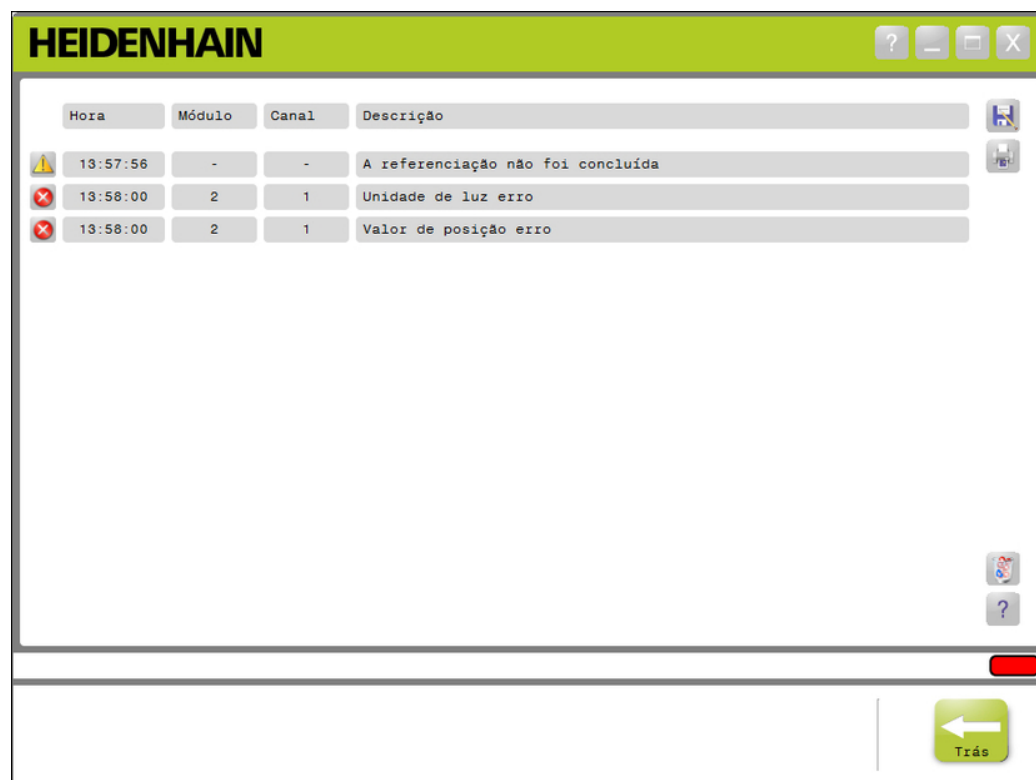 HEIDENHAIN
? _ X
Hora Módulo Canal Descrição
13:57:56 - - A referenciação não foi concluída
13:58:00 2 1 Unidade de luz erro
13:58:00 2 1 Valor de posição erro
?
Trás